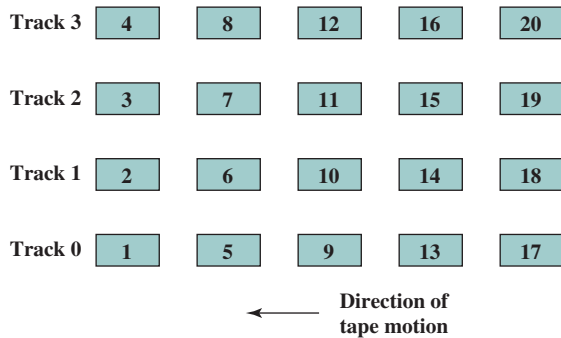 Track 3 4 8 12 16 20
Track 2 3 7 11 15 19
Track 1 2 6 10 14 18
Track 0 1 5 9 13 17
Direction of
tape motion